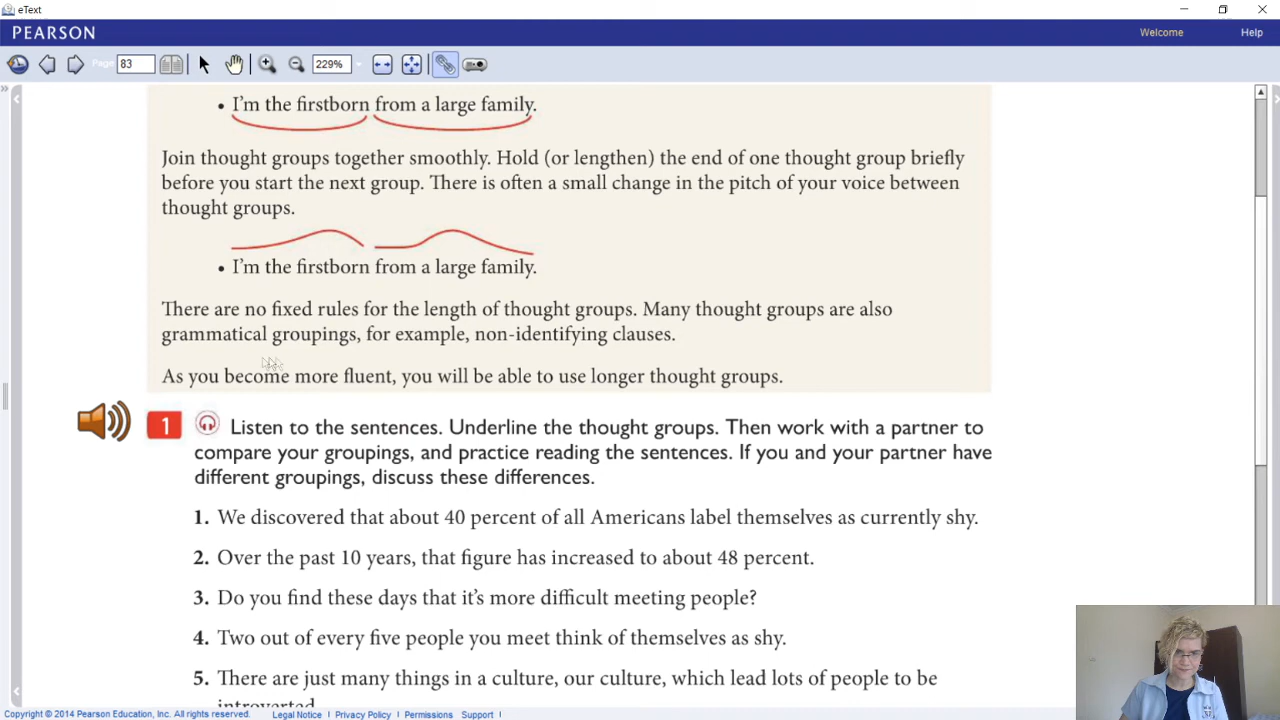 eText
PEARSON
Welcome
Help
Page
83
229%
• I'm the firstborn from a large family.
Join thought groups together smoothly. Hold (or lengthen) the end of one thought group briefly
before you start the next group. There is often a small change in the pitch of your voice between
thought groups.
• I'm the firstborn from a large family.
There are no fixed rules for the length of thought groups. Many thought groups are also
grammatical groupings, for example, non-identifying clauses.
As you become more fluent, you will be able to use longer thought groups.
1 Listen to the sentences. Underline the thought groups. Then work with a partner to
compare your groupings, and practice reading the sentences. If you and your partner have
different groupings, discuss these differences.
1. We discovered that about 40 percent of all Americans label themselves as currently shy.
2. Over the past 10 years, that figure has increased to about 48 percent.
3. Do you find these days that it's more difficult meeting people?
4. Two out of every five people you meet think of themselves as shy.
5. There are just many things in a culture, our culture, which lead lots of people to be
introverted.
Copyright © 2014 Pearson Education, Inc. All rights reserved. Legal Notice | Privacy Policy | Permissions Support |